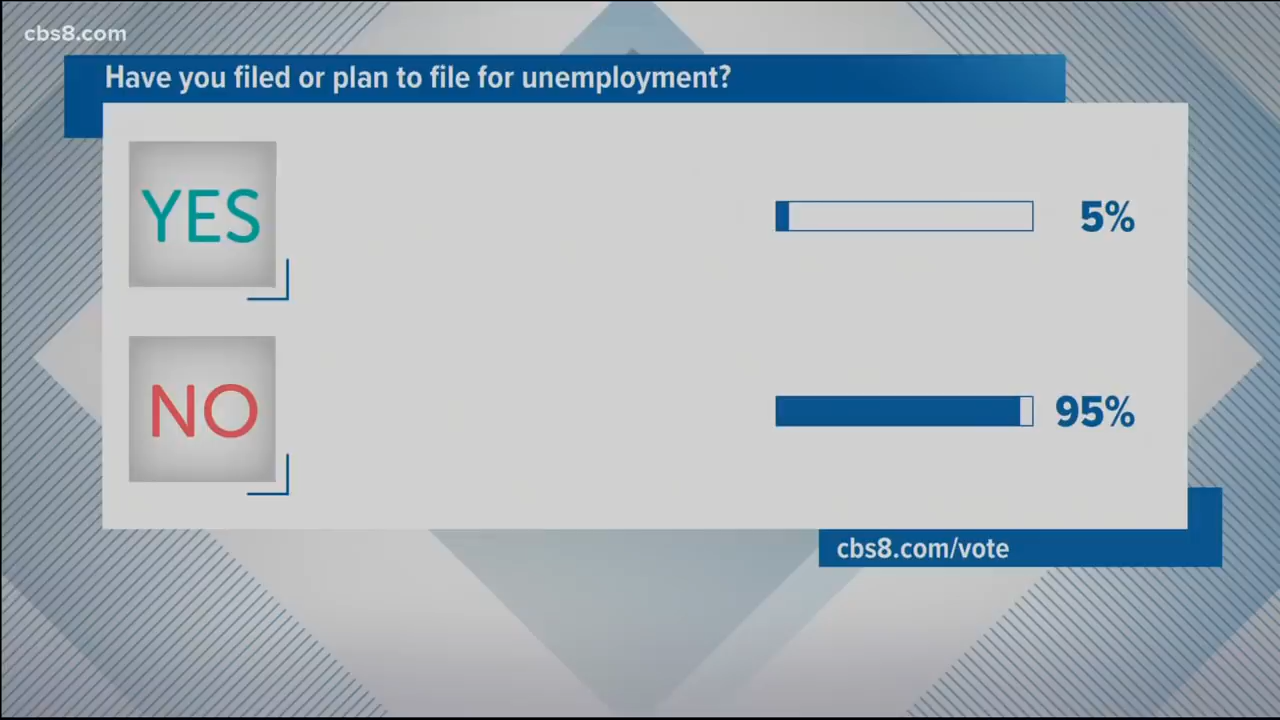 cbs8.com
Have you filed or plan to file for unemployment?
YES
5%
NO
95%
cbs8.com/vote